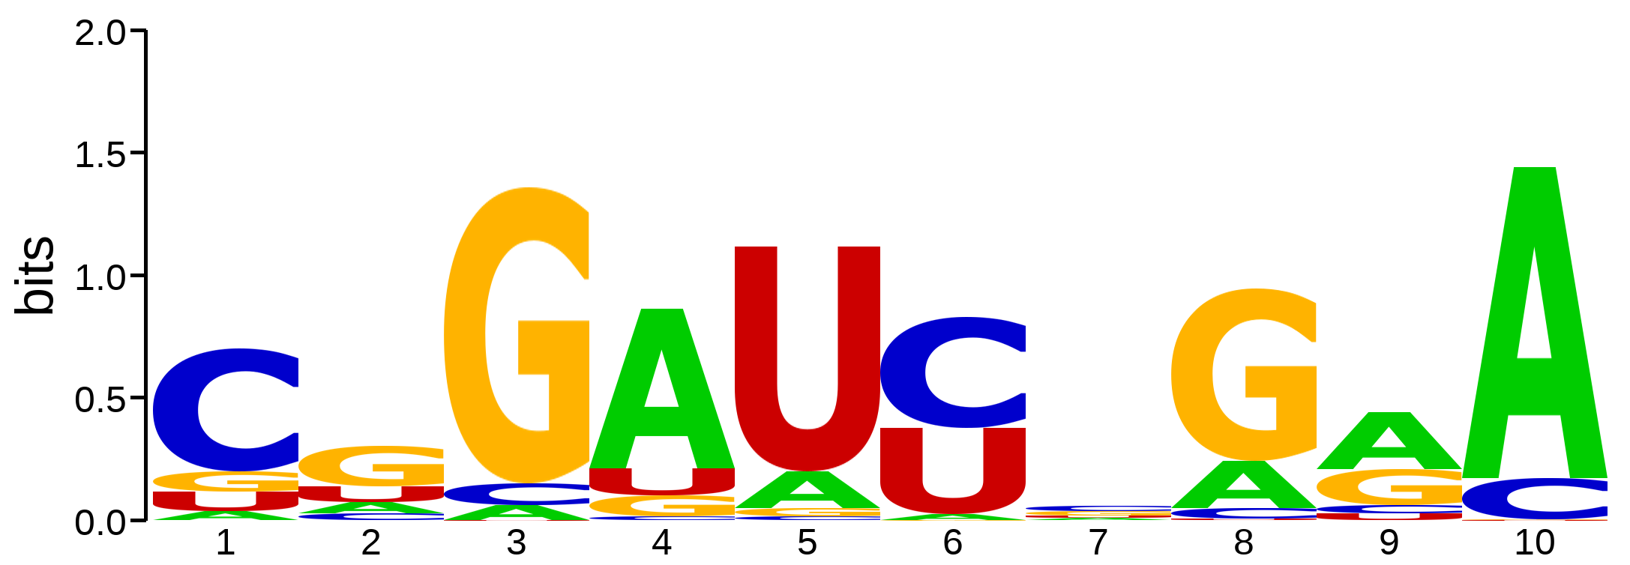 2.0
1.5
1.0
0.5
0.0
bits
C G U A
G U A C
G C A
A U G C
U A G C
C U A
C G U A
G A C U
A G C U
A C
1 2 3 4 5 6 7 8 9 10